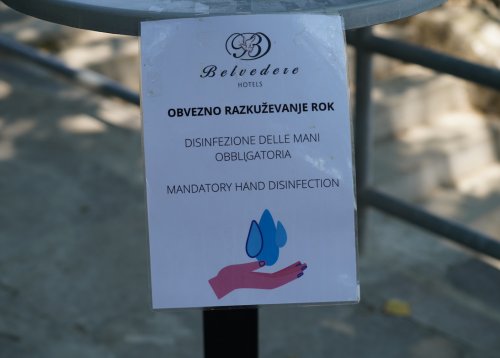 Belvedere
HOTELS
OBVEZNO RAZKUŽEVANJE ROK
DISINFEZIONE DELLE MANI
OBBLIGATORIA
MANDATORY HAND DISINFECTION